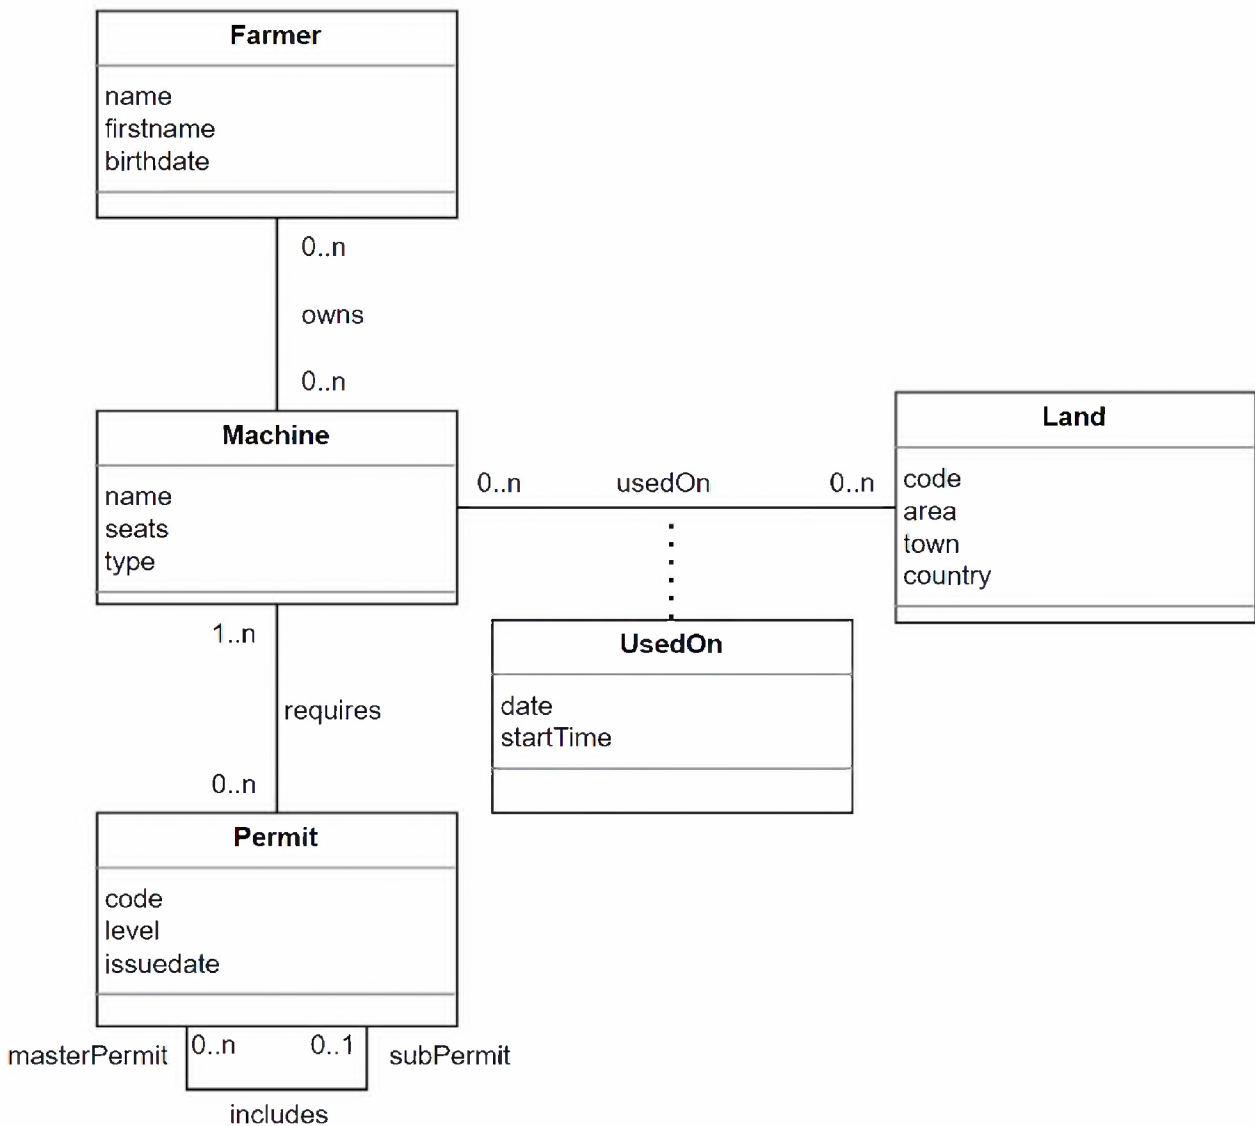 Farmer
name
firstname
birthdate
0..n
owns
0..n
Machine
name
seats
type
0..n usedOn 0..n
Land
code
area
town
country
UsedOn
date
startTime
1..n
requires
0..n
Permit
code
level
issuedate
masterPermit 0..n 0..1 subPermit
includes